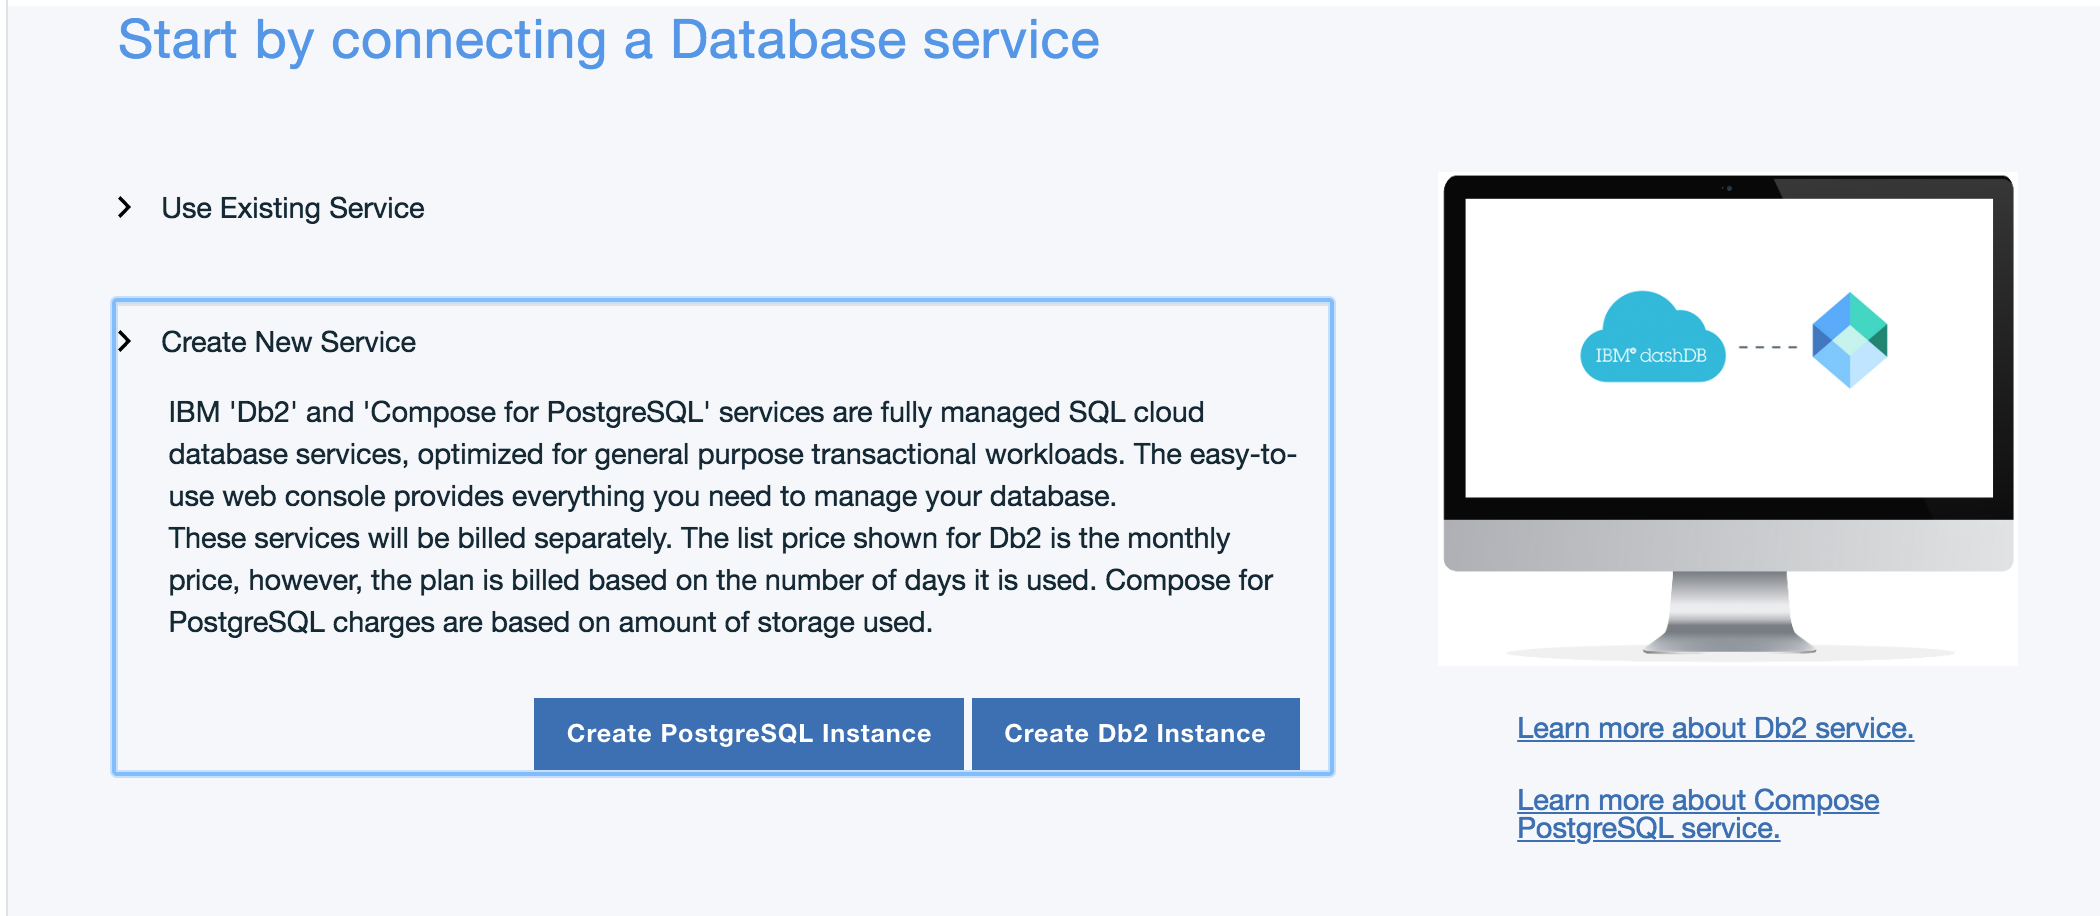 Start by connecting a Database service
Use Existing Service
Create New Service
IBM 'Db2' and 'Compose for PostgreSQL' services are fully managed SQL cloud
database services, optimized for general purpose transactional workloads. The easy-to-
use web console provides everything you need to manage your database.
These services will be billed separately. The list price shown for Db2 is the monthly
price, however, the plan is billed based on the number of days it is used. Compose for
PostgreSQL charges are based on amount of storage used.
Create PostgreSQL Instance
Create Db2 Instance
IBM® dashDB
Learn more about Db2 service.
Learn more about Compose
PostgreSQL service.